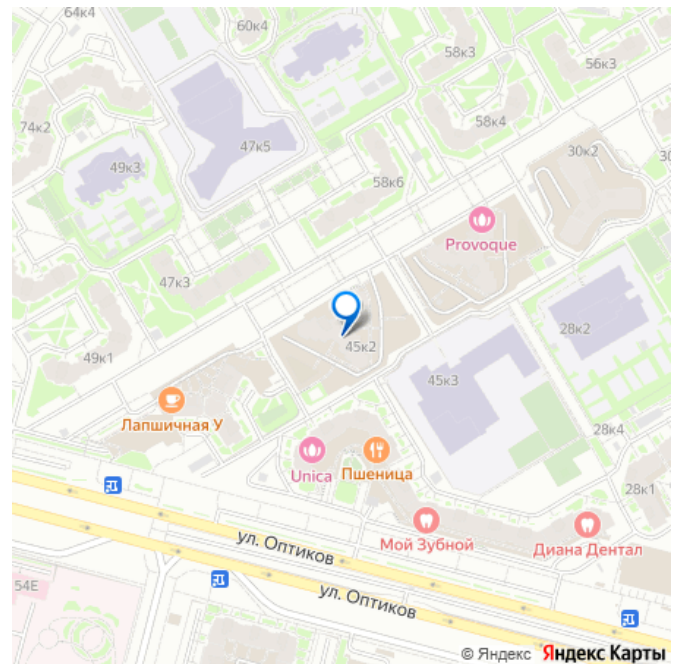 64к4
60к4
58к3
56к3
74к2
47к5
58к4
49к3
30к2
58к6
Provoque
47к3
28к2
45к2
49к1
45к3
Лапшичная У
28к4
Unica
Пшеница
28к1
Мой Зубной
Диана Дентал
ул. Оптиков
54Е
ул. Оптиков
© Яндекс Яндекс Карты